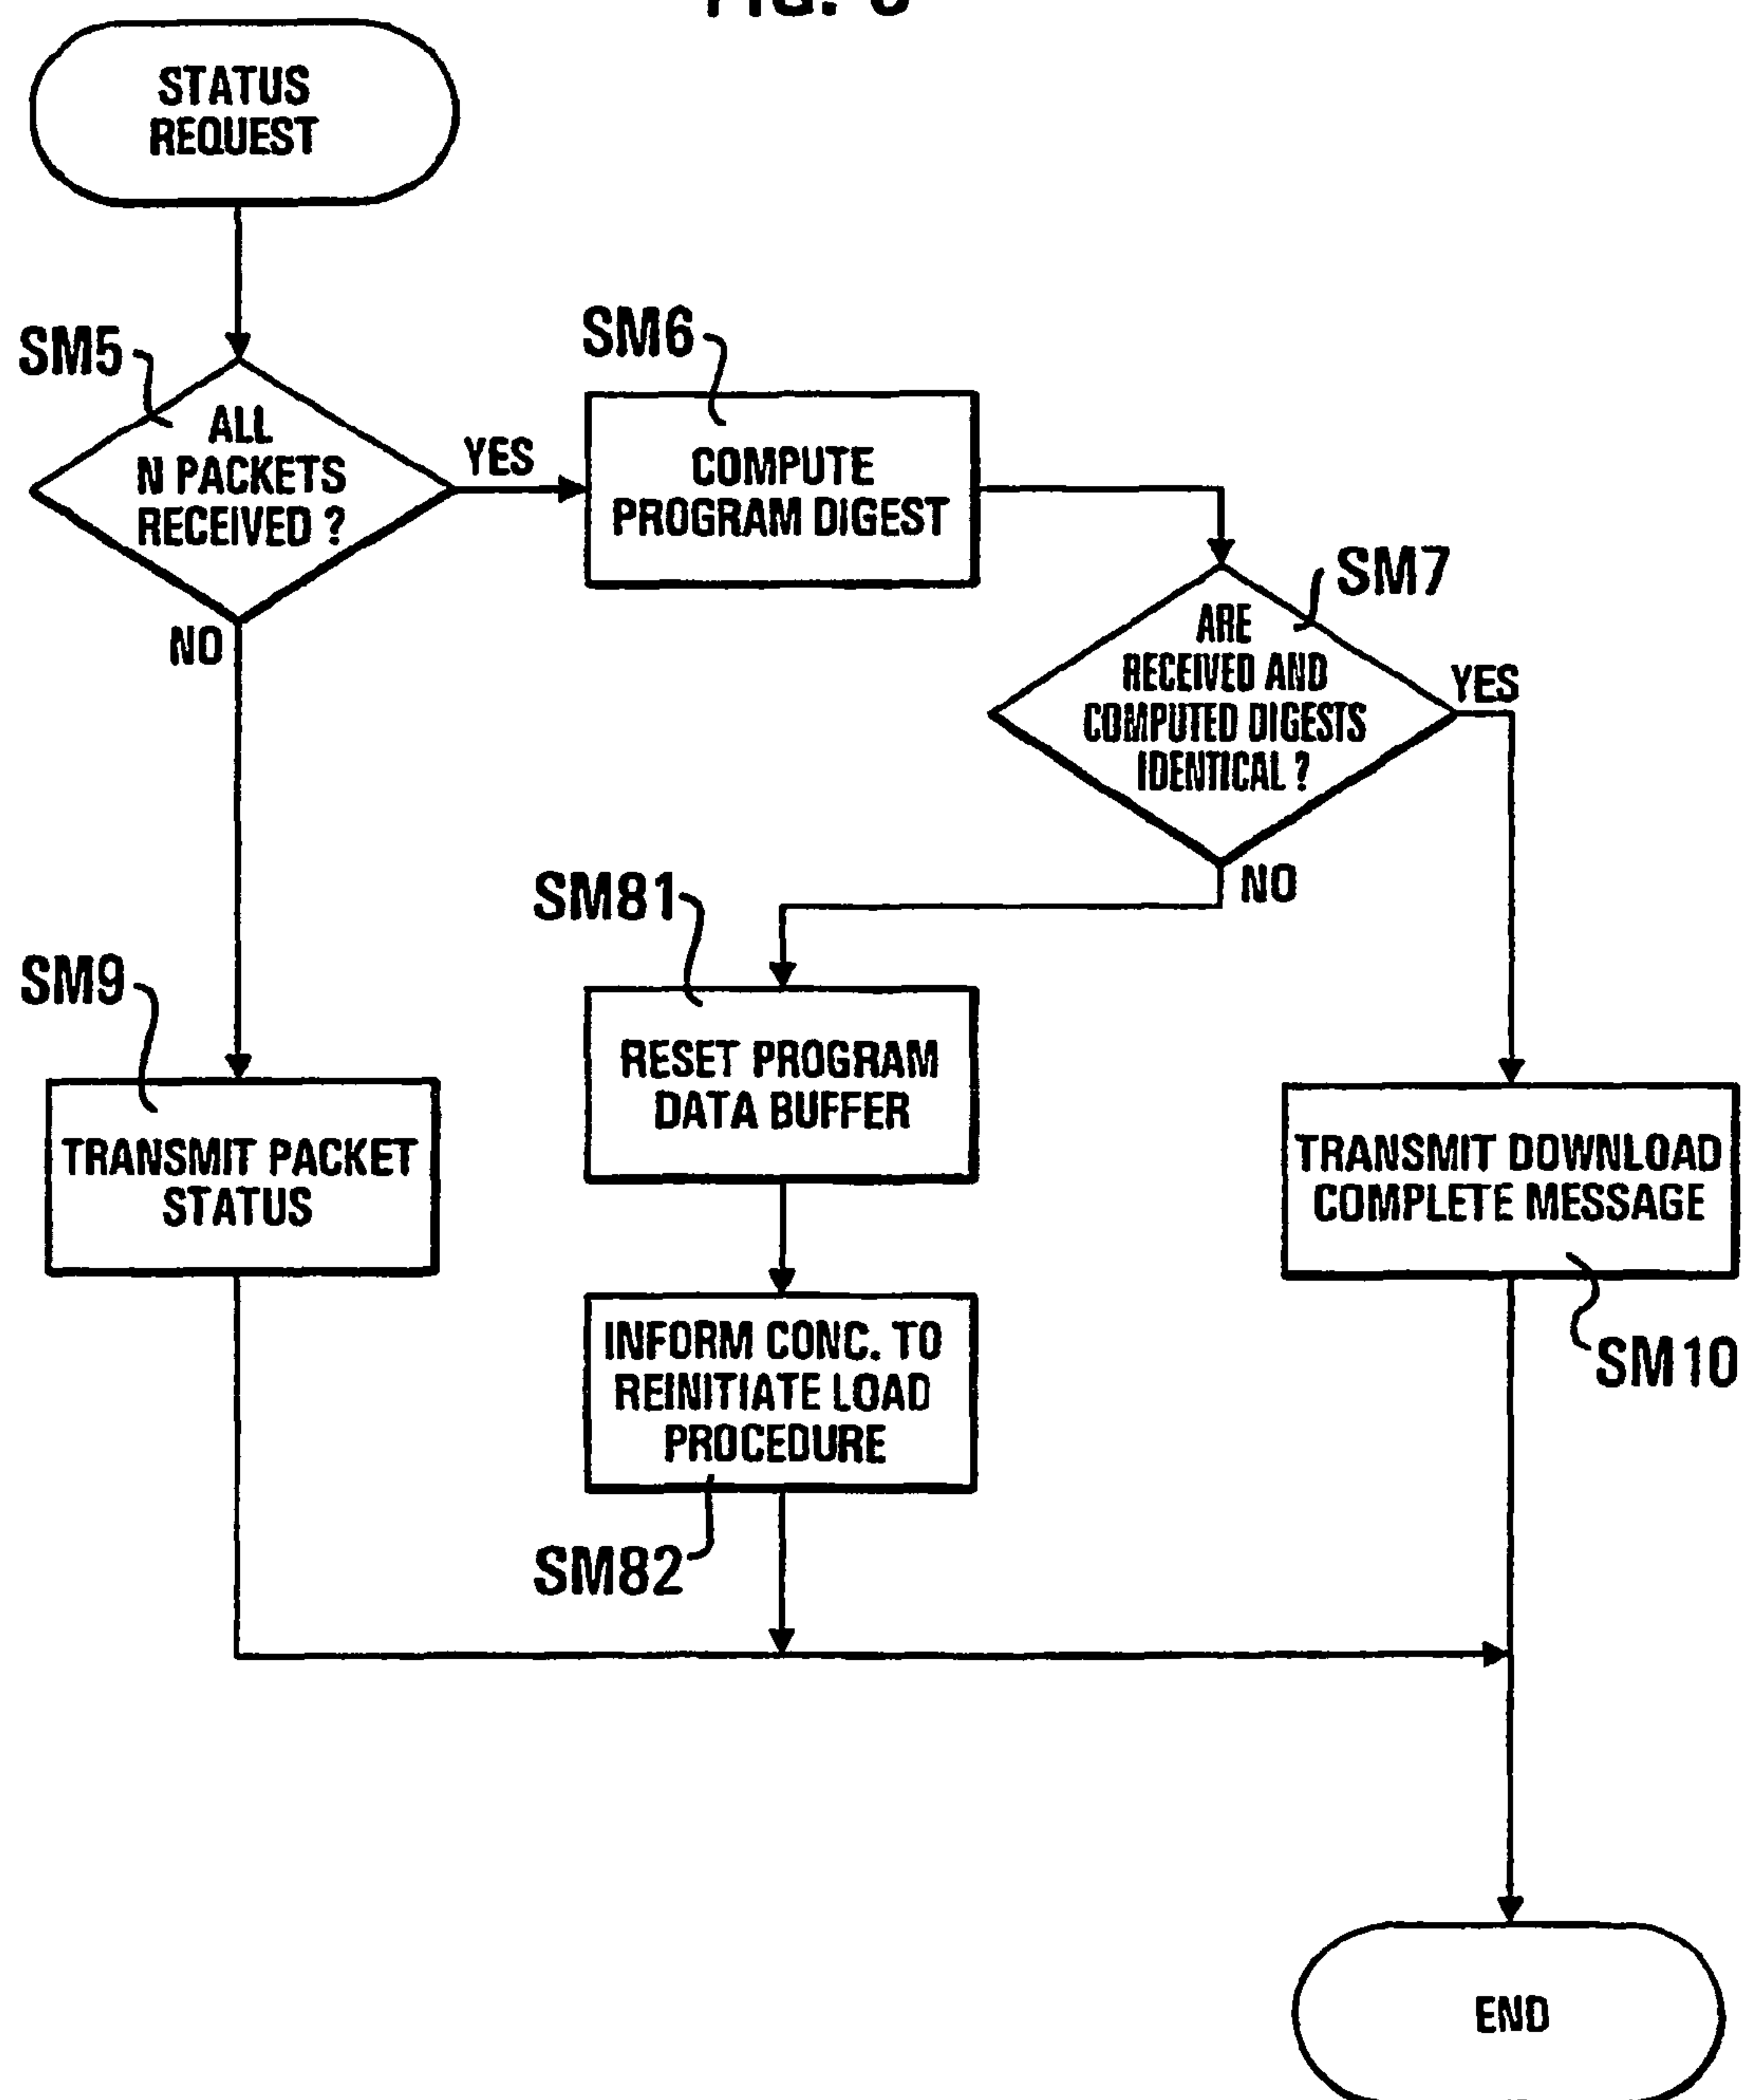 STATUS
REQUEST
SM5
ALL
N PACKETS
RECEIVED ?
YES
NO
SM6
COMPUTE
PROGRAM DIGEST
SM7
ARE
RECEIVED AND
COMPUTED DIGESTS
IDENTICAL ?
YES
NO
SM81
RESET PROGRAM
DATA BUFFER
SM9
TRANSMIT PACKET
STATUS
TRANSMIT DOWNLOAD
COMPLETE MESSAGE
SM10
INFORM CONC. TO
REINITIATE LOAD
PROCEDURE
SM82
END